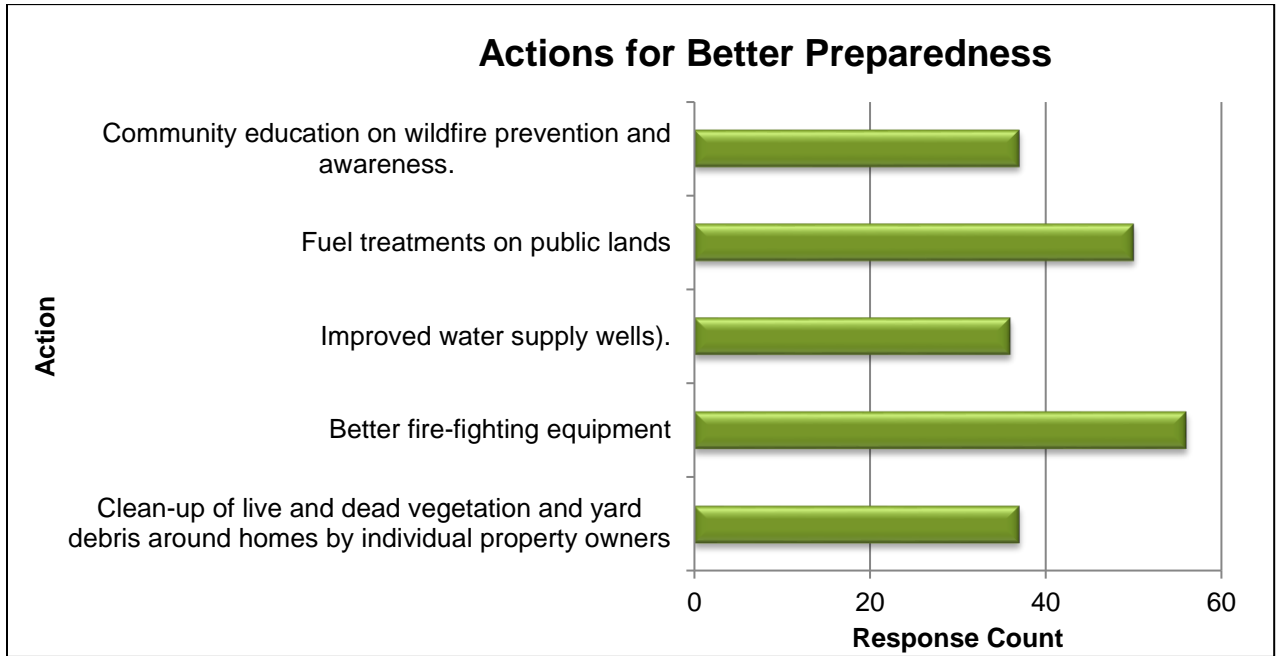 Actions for Better Preparedness
Community education on wildfire prevention and
awareness.
Fuel treatments on public lands
Improved water supply wells).
Better fire-fighting equipment
Clean-up of live and dead vegetation and yard
debris around homes by individual property owners
Action
0 20 40 60
Response Count